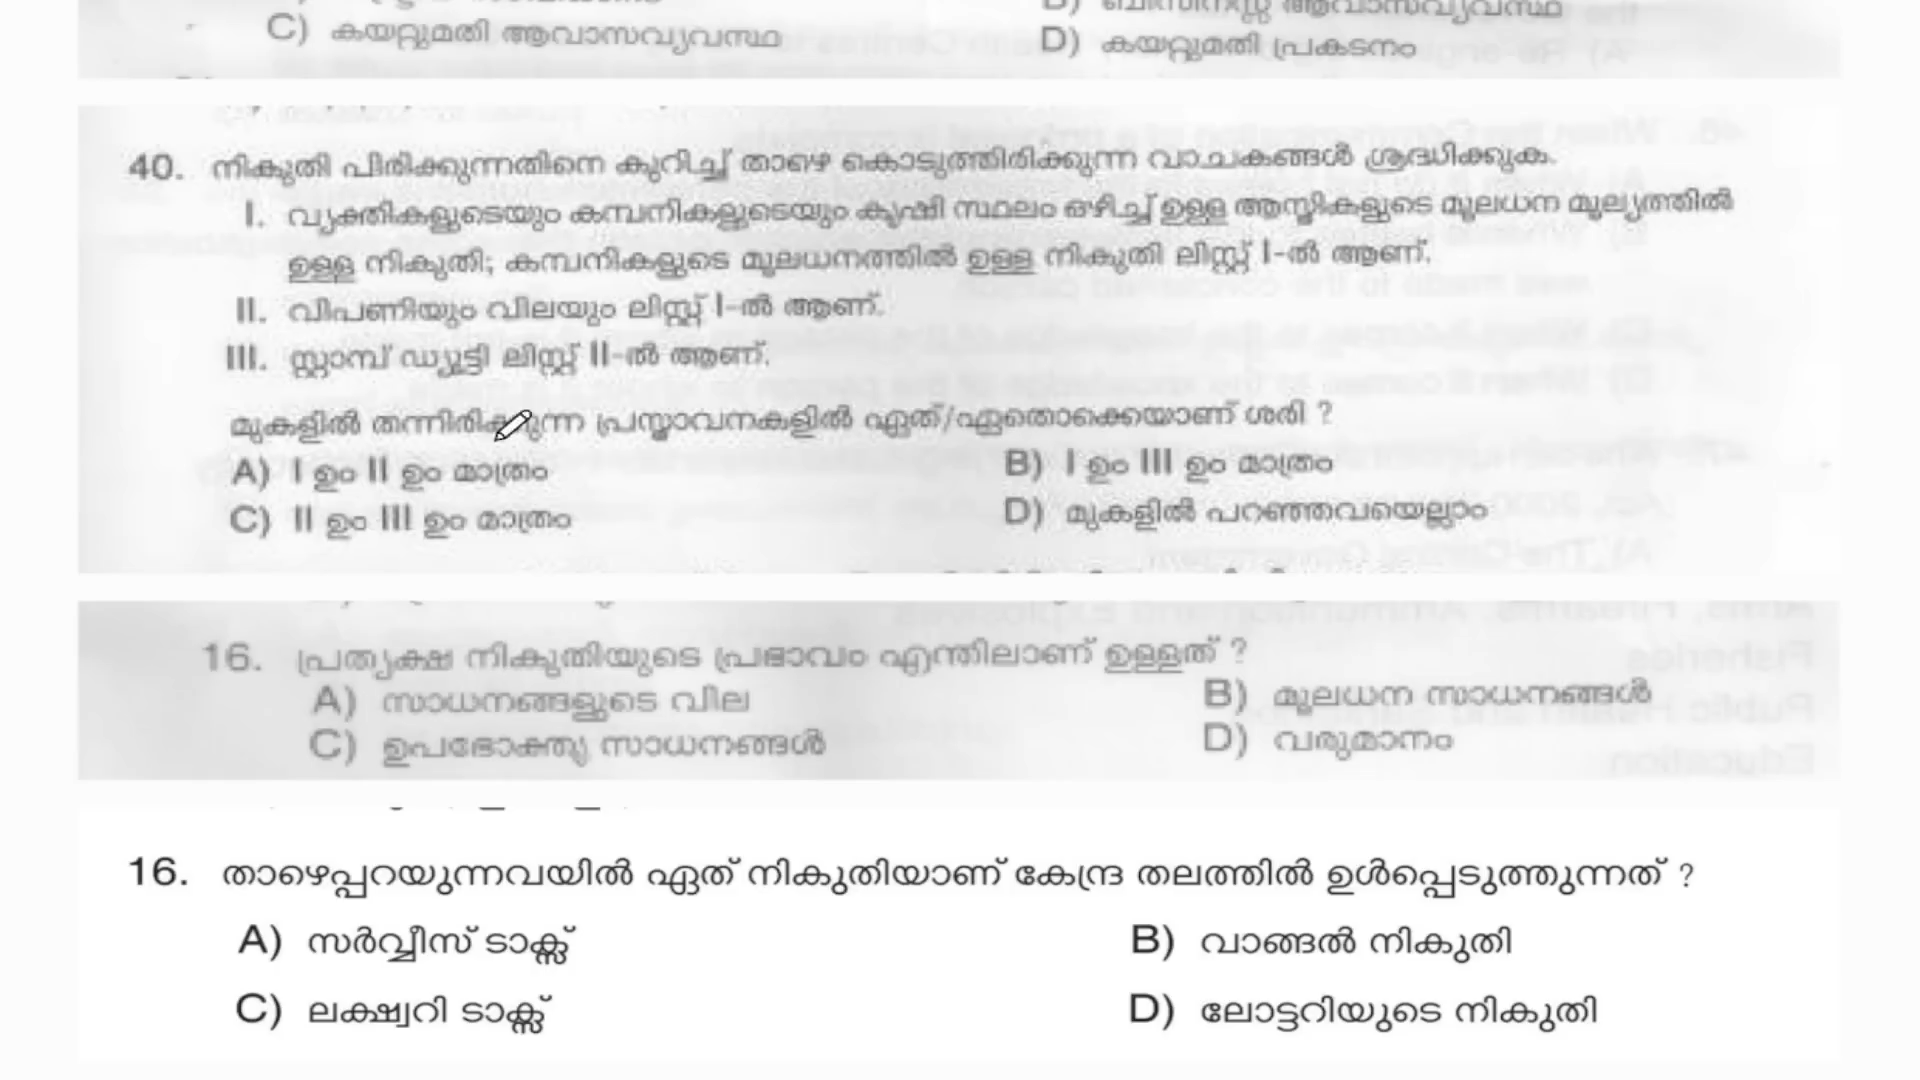 C) കയറ്റുമതി ആവാസവ്യവസ്ഥ
D) കയറ്റുമതി പ്രകടനം
40. നികുതി പിരിക്കുന്നതിനെ കുറിച്ച് താഴെ കൊടുത്തിരിക്കുന്ന വാചകങ്ങൾ ശ്രദ്ധിക്കുക.
I. വ്യക്തികളുടെയും കമ്പനികളുടെയും കൃഷി സ്ഥലം ഒഴിച്ച് ഉള്ള ആസ്തികളുടെ മൂലധന മൂല്യത്തിൽ
ഉള്ള നികുതി; കമ്പനികളുടെ മൂലധനത്തിൽ ഉള്ള നികുതി ലിസ്റ്റ് I-ൽ ആണ്.
II. വിപണിയും വിലയും ലിസ്റ്റ് I-ൽ ആണ്.
III. സ്റ്റാമ്പ് ഡ്യൂട്ടി ലിസ്റ്റ് II-ൽ ആണ്.
മുകളിൽ തന്നിരിക്കുന്ന പ്രസ്താവനകളിൽ ഏത്/ഏതൊക്കെയാണ് ശരി ?
A) I ഉം II ഉം മാത്രം
B) I ഉം III ഉം മാത്രം
C) II ഉം III ഉം മാത്രം
D) മുകളിൽ പറഞ്ഞവയെല്ലാം
16. പ്രത്യക്ഷ നികുതിയുടെ പ്രഭാവം എന്തിലാണ് ഉള്ളത് ?
A) സാധനങ്ങളുടെ വില
B) മൂലധന സാധനങ്ങൾ
C) ഉപഭോക്തൃ സാധനങ്ങൾ
D) വരുമാനം
16. താഴെപ്പറയുന്നവയിൽ ഏത് നികുതിയാണ് കേന്ദ്ര തലത്തിൽ ഉൾപ്പെടുത്തുന്നത് ?
A) സർവ്വീസ് ടാക്സ്
B) വാങ്ങൽ നികുതി
C) ലക്ഷ്വറി ടാക്സ്
D) ലോട്ടറിയുടെ നികുതി